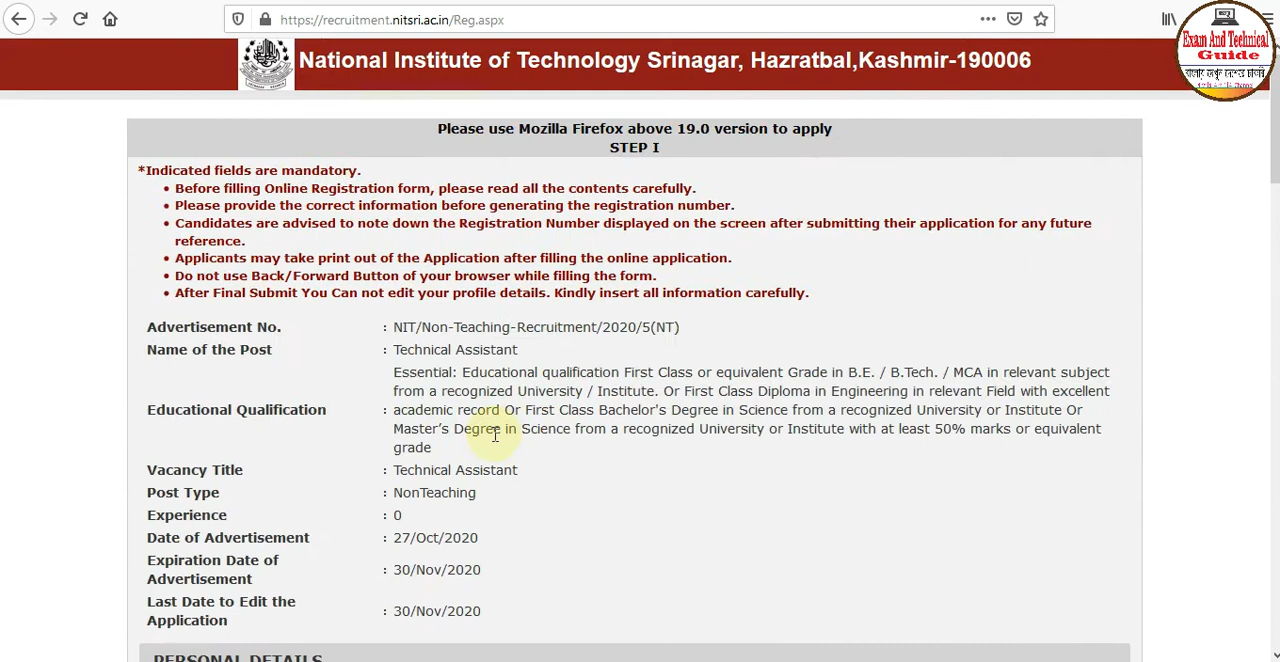 https://recruitment.nitsri.ac.in/Reg.aspx
Exam And Technical
Guide
National Institute of Technology Srinagar, Hazratbal,Kashmir-190006
Please use Mozilla Firefox above 19.0 version to apply
STEP I
*Indicated fields are mandatory.
• Before filling Online Registration form, please read all the contents carefully.
• Please provide the correct information before generating the registration number.
• Candidates are advised to note down the Registration Number displayed on the screen after submitting their application for any future
reference.
• Applicants may take print out of the Application after filling the online application.
• Do not use Back/Forward Button of your browser while filling the form.
• After Final Submit You Can not edit your profile details. Kindly insert all information carefully.
Advertisement No. : NIT/Non-Teaching-Recruitment/2020/5(NT)
Name of the Post : Technical Assistant
Essential: Educational qualification First Class or equivalent Grade in B.E. / B.Tech. / MCA in relevant subject
from a recognized University / Institute. Or First Class Diploma in Engineering in relevant Field with excellent
Educational Qualification : academic record Or First Class Bachelor's Degree in Science from a recognized University or Institute Or
Master’s Degree in Science from a recognized University or Institute with at least 50% marks or equivalent
grade
Vacancy Title : Technical Assistant
Post Type : NonTeaching
Experience : 0
Date of Advertisement : 27/Oct/2020
Expiration Date of
Advertisement : 30/Nov/2020
Last Date to Edit the
Application : 30/Nov/2020
PERSONAL DETAILS